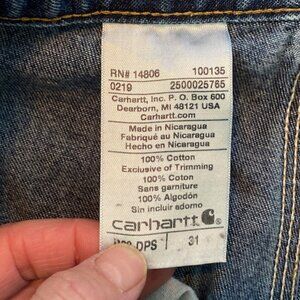 RN# 14806 100135
0219 2500025765
Carhartt, Inc. P. O. Box 600
Dearborn, MI 48121 USA
Carhartt.com
Made in Nicaragua
Fabriqué au Nicaragua
Hecho en Nicaragua
100% Cotton
Exclusive of Trimming
100% Coton
Sans garniture
100% Algodón
Sin incluir adorno
carhartt
DPS 31